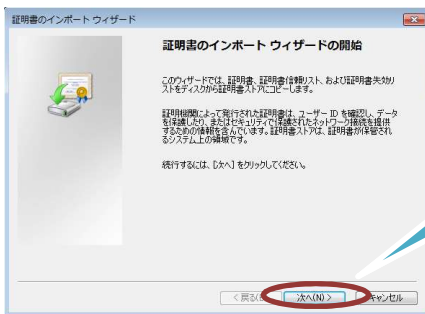 証明書のインポート ウィザード
証明書のインポート ウィザードの開始
このウィザードでは、証明書、証明書信頼リスト、および証明書失効リ
ストをディスクから証明書ストアにコピーします。
証明機関によって発行された証明書は、ユーザー ID を確認し、データ
を保護したり、またはセキュリティで保護されたネットワーク接続を提供
するための情報を含んでいます。証明書ストアは、証明書が保管され
るシステム上の領域です。
続行するには、[次へ] をクリックしてください。
< 戻る( 次へ(N) > キャンセル